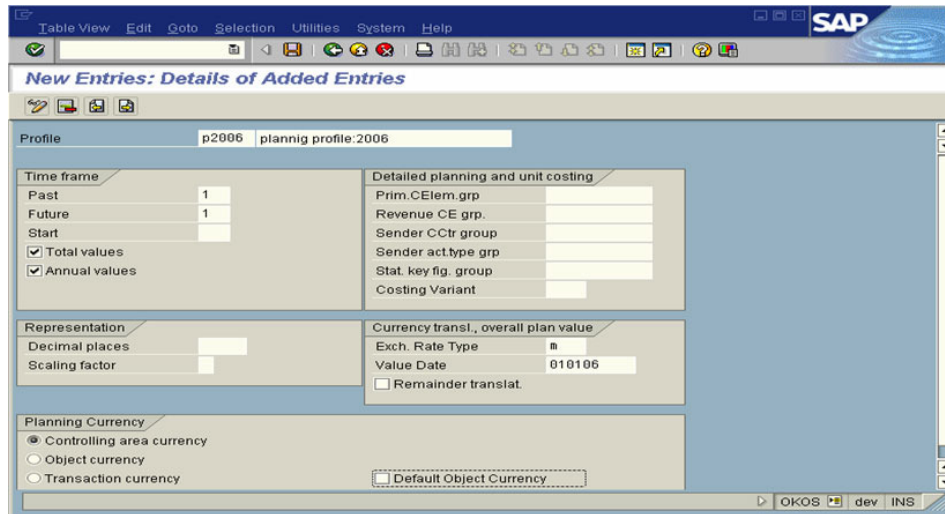 Table View Edit Goto Selection Utilities System Help
SAP
New Entries: Details of Added Entries
Profile p2006 plannig profile:2006
Time frame
Past 1
Future 1
Start
Total values
Annual values
Detailed planning and unit costing
Prim.CElem.grp
Revenue CE grp.
Sender CCtr group
Sender act.type grp
Stat. key fig. group
Costing Variant
Representation
Decimal places
Scaling factor
Currency transl., overall plan value
Exch. Rate Type m
Value Date 010106
Remainder translat.
Planning Currency
Controlling area currency
Object currency
Transaction currency
Default Object Currency
OKOS dev INS